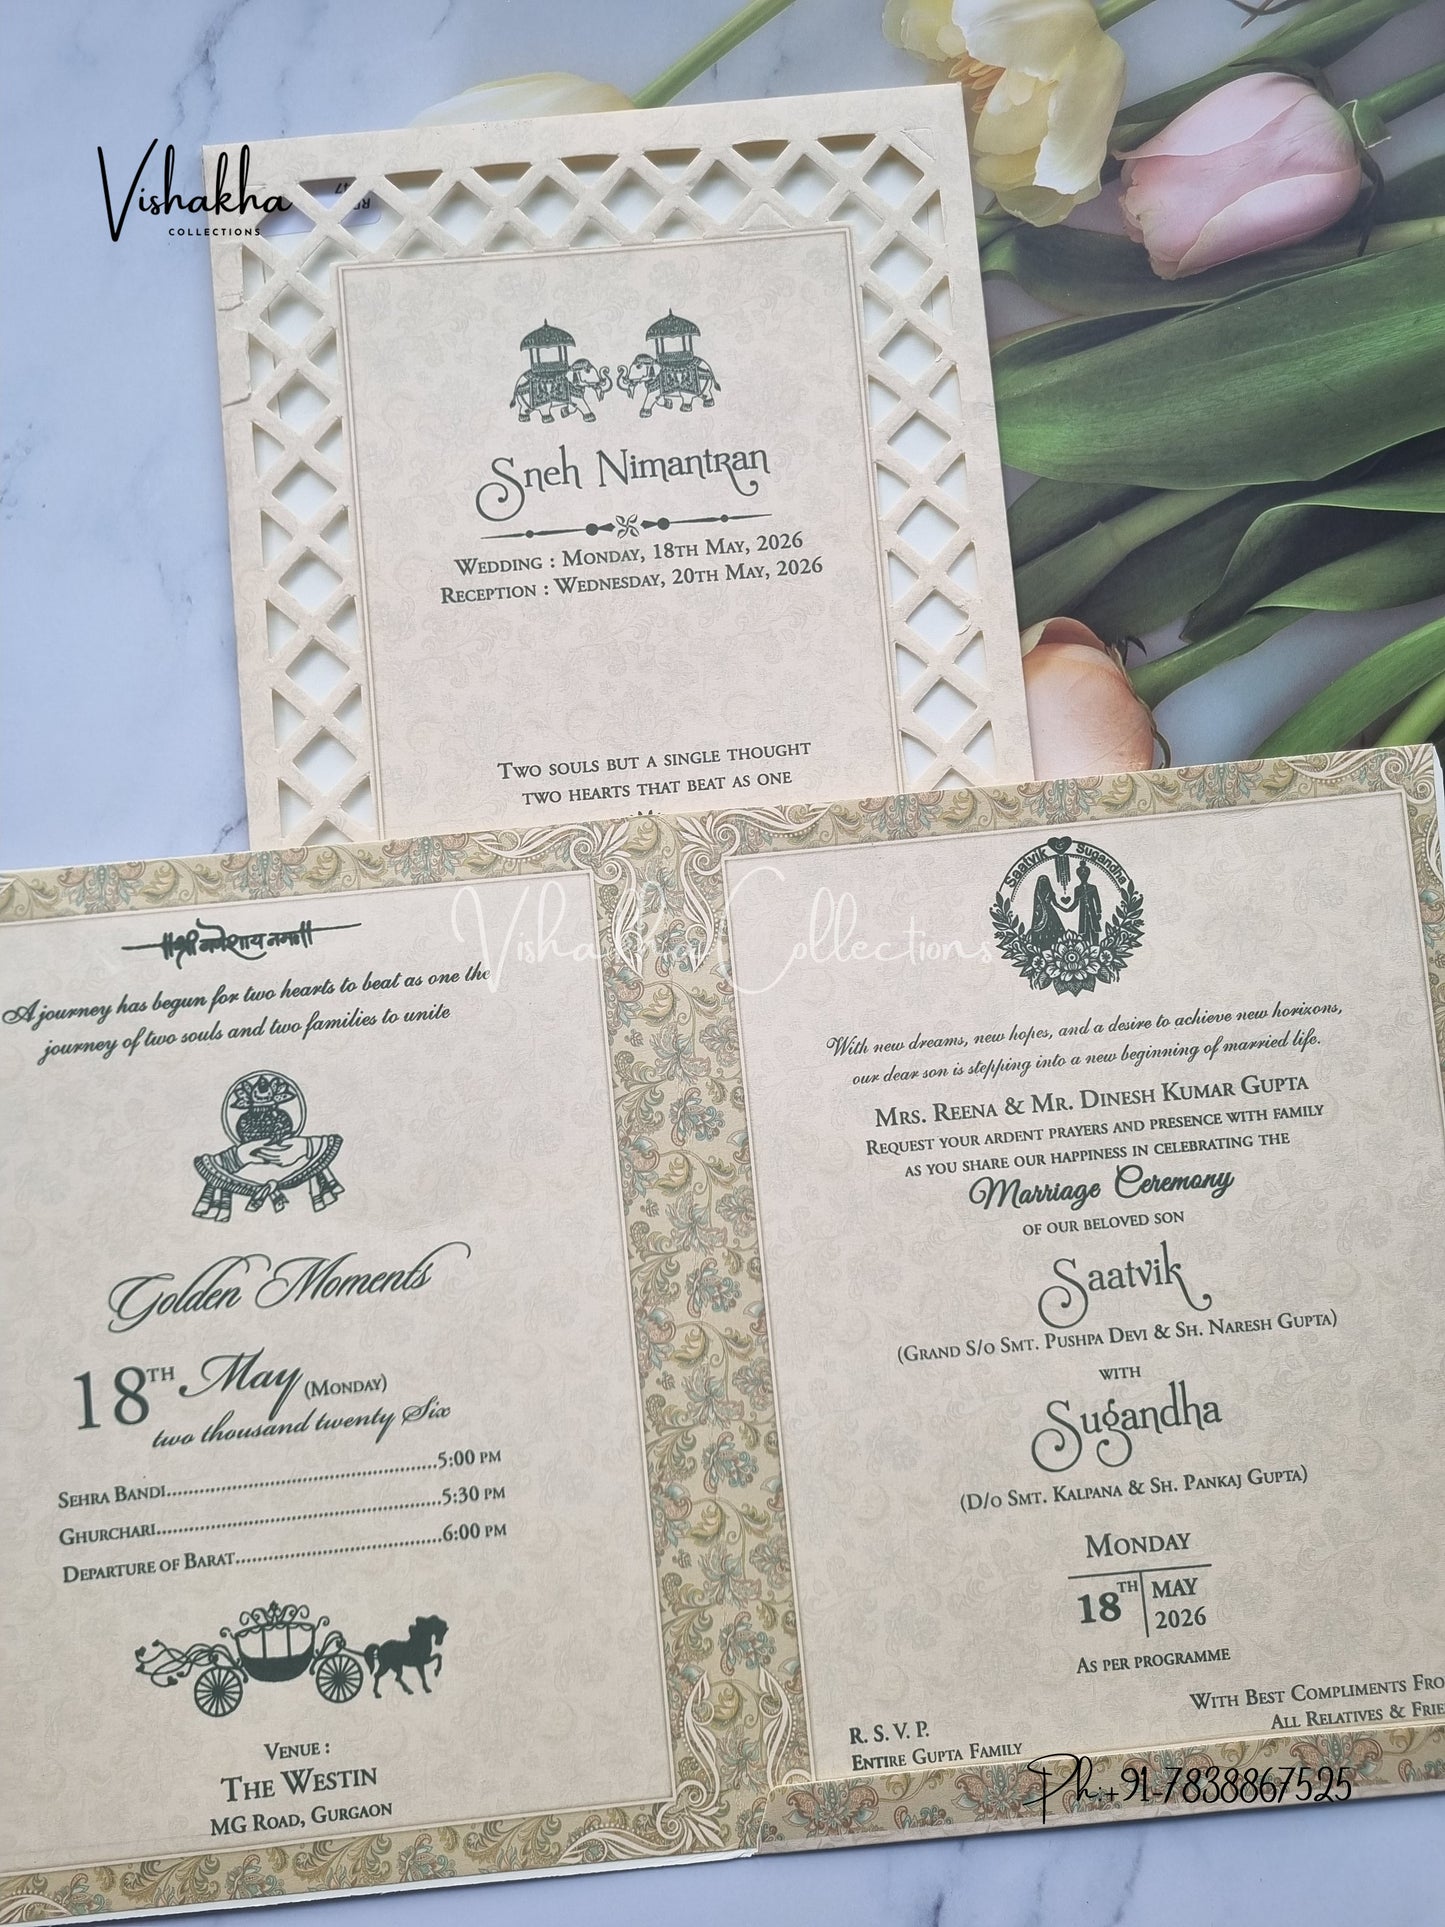 Vishakha
COLLECTIONS
Sneh Nimantran
Wedding : Monday, 18th May, 2026
Reception : Wednesday, 20th May, 2026
Two souls but a single thought
two hearts that beat as one
Vishakha Collections
||श्री गणेशाय नमः||
A journey has begun for two hearts to beat as one the
journey of two souls and two families to unite
Golden Moments
18TH May (Monday)
two thousand twenty Six
Sehra Bandi.......................................................5:00 PM
Ghurchari.........................................................5:30 PM
Departure of Barat.........................................6:00 PM
Venue :
The Westin
MG Road, Gurgaon
Saatvik Sugandha
With new dreams, new hopes, and a desire to achieve new horizons,
our dear son is stepping into a new beginning of married life.
Mrs. Reena & Mr. Dinesh Kumar Gupta
Request your ardent prayers and presence with family
as you share our happiness in celebrating the
Marriage Ceremony
of our beloved son
Saatvik
(Grand S/o Smt. Pushpa Devi & Sh. Naresh Gupta)
with
Sugandha
(D/o Smt. Kalpana & Sh. Pankaj Gupta)
Monday
18TH MAY
2026
As per programme
With Best Compliments
All Relatives &
R. S. V. P.
Entire Gupta Family
Ph:+91-7838867525